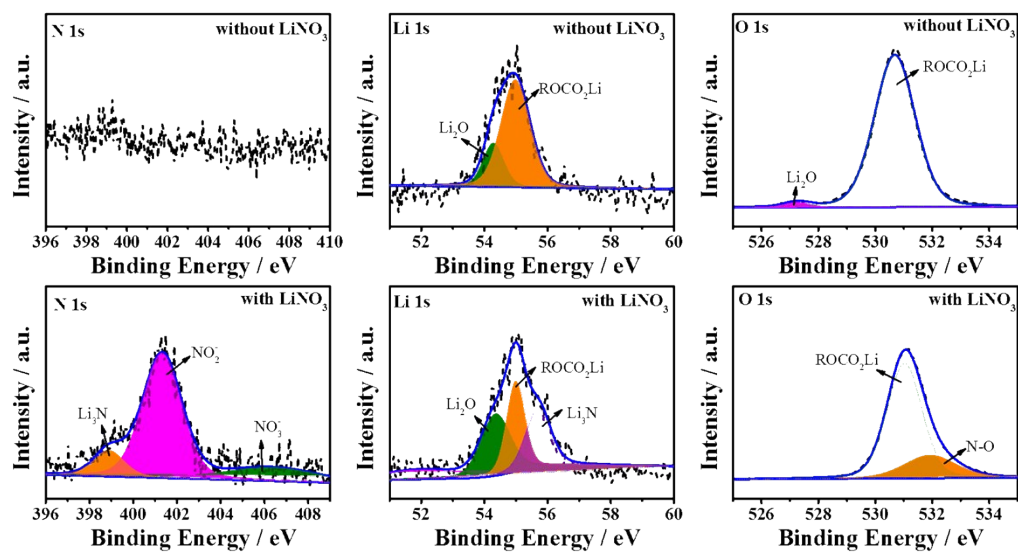 N 1s
without LiNO₃
Intensity / a.u.
396 398 400 402 404 406 408 410
Binding Energy / eV
Li 1s
without LiNO₃
ROCO₂Li
Li₂O
Intensity / a.u.
52 54 56 58 60
Binding Energy / eV
O 1s
without LiNO₃
ROCO₂Li
Li₂O
Intensity / a.u.
526 528 530 532 534
Binding Energy / eV
N 1s
with LiNO₃
NO₂⁻
Li₃N
NO₃⁻
Intensity / a.u.
396 398 400 402 404 406 408
Binding Energy / eV
Li 1s
with LiNO₃
ROCO₂Li
Li₂O
Li₃N
Intensity / a.u.
52 54 56 58 60
Binding Energy / eV
O 1s
with LiNO₃
ROCO₂Li
N-O
Intensity / a.u.
526 528 530 532 534
Binding Energy / eV